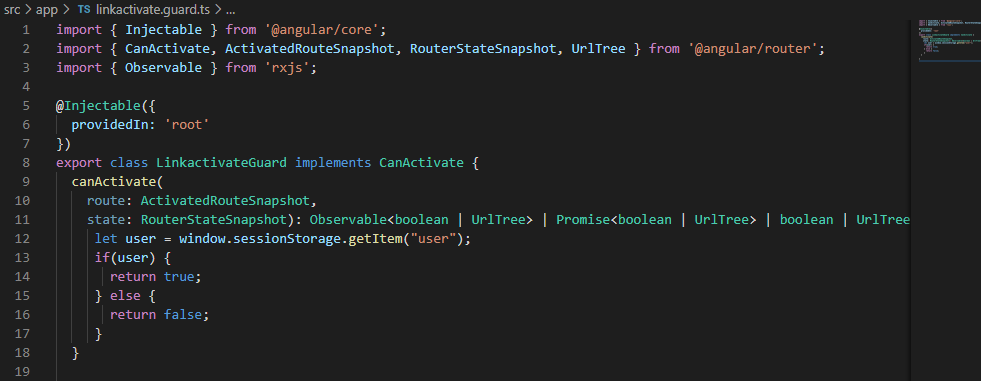 src > app > TS linkactivate.guard.ts > ...
1 import { Injectable } from '@angular/core';
2 import { CanActivate, ActivatedRouteSnapshot, RouterStateSnapshot, UrlTree } from '@angular/router';
3 import { Observable } from 'rxjs';
4
5 @Injectable({
6   providedIn: 'root'
7 })
8 export class LinkactivateGuard implements CanActivate {
9   canActivate(
10     route: ActivatedRouteSnapshot,
11     state: RouterStateSnapshot): Observable<boolean | UrlTree> | Promise<boolean | UrlTree> | boolean | UrlTree
12      let user = window.sessionStorage.getItem("user");
13      if(user) {
14        return true;
15      } else {
16        return false;
17      }
18   }
19